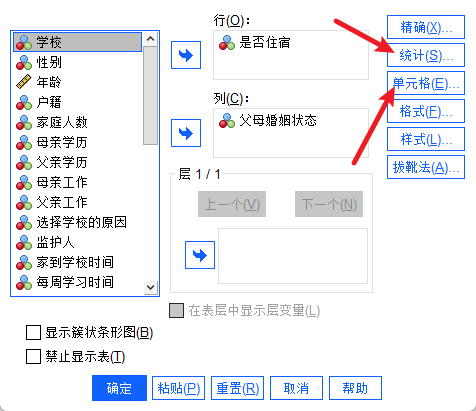 学校
性别
年龄
户籍
家庭人数
母亲学历
父亲学历
母亲工作
父亲工作
选择学校的原因
监护人
家到学校时间
每周学习时间
行(O):
是否住宿
列(C):
父母婚姻状态
层 1 / 1
上一个(V)
下一个(N)
在表层中显示层变量(L)
精确(X)...
统计(S)...
单元格(E)...
格式(F)...
样式(L)...
拔靴法(A)...
显示簇状条形图(B)
禁止显示表(T)
确定
粘贴(P)
重置(R)
取消
帮助